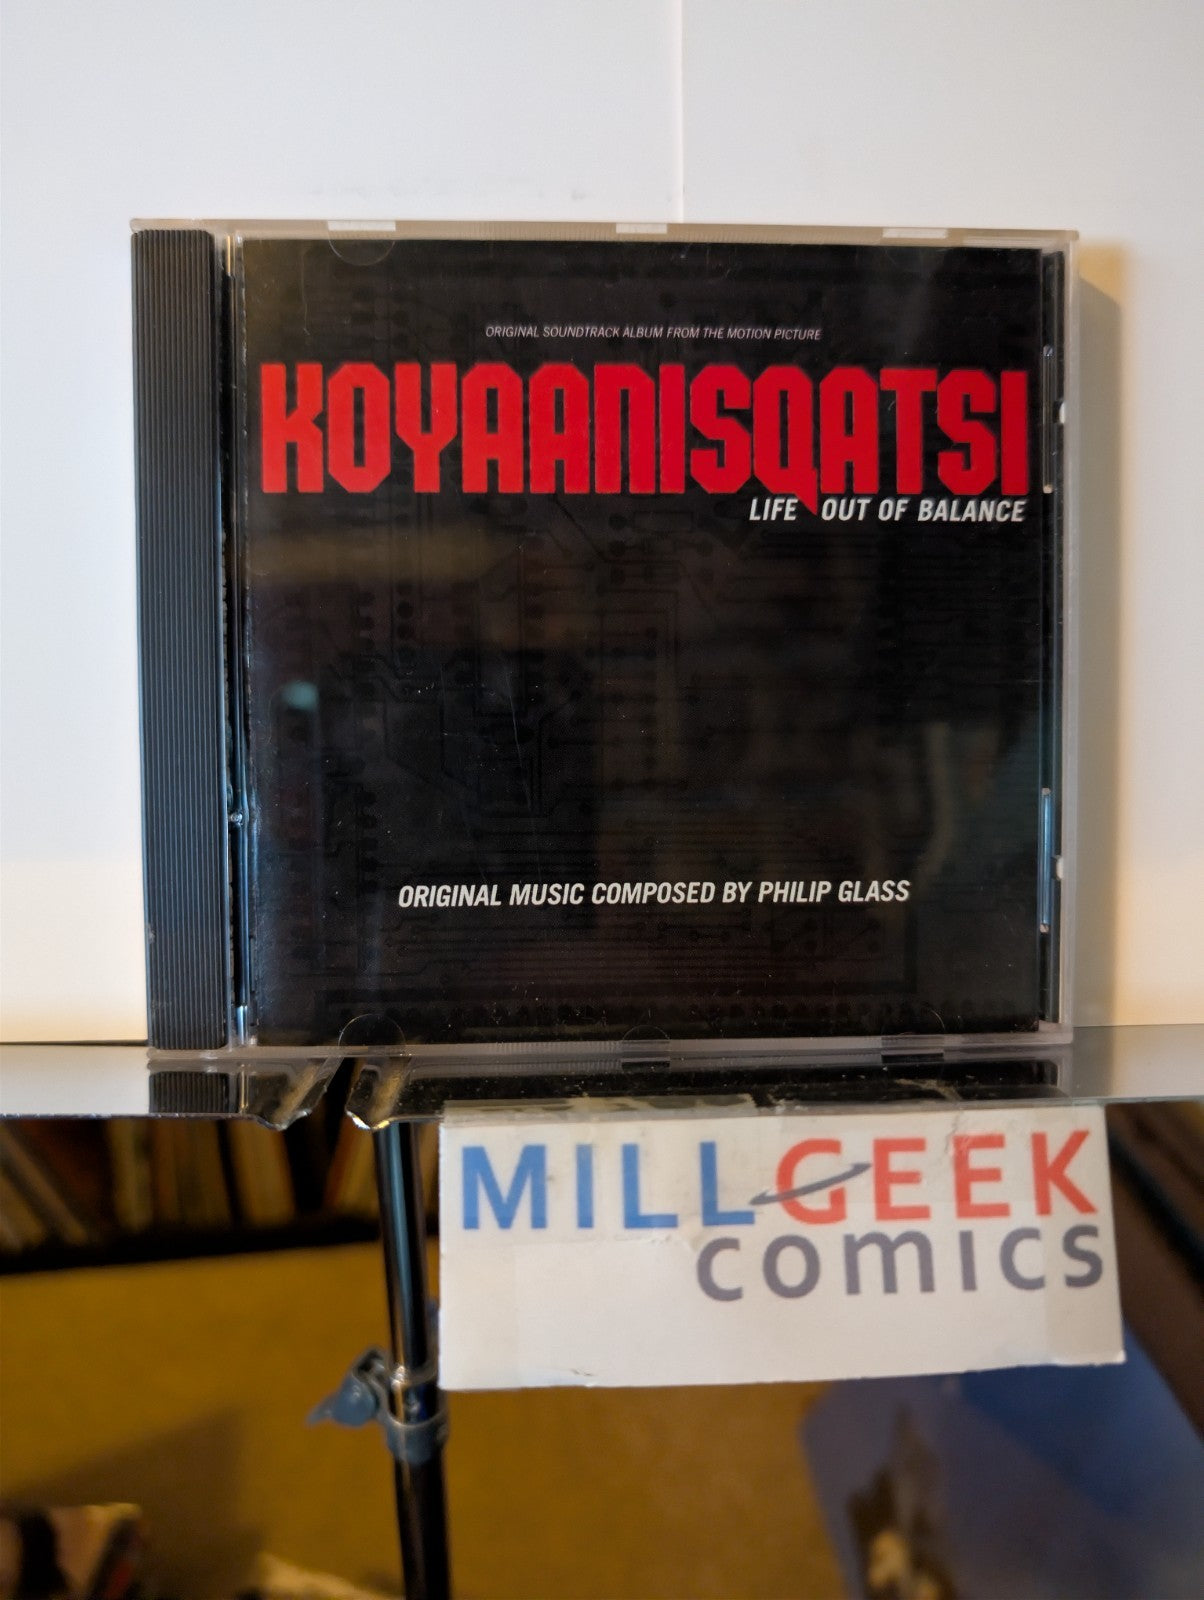 ORIGINAL SOUNDTRACK ALBUM FROM THE MOTION PICTURE
KOYAANISQATSI
LIFE OUT OF BALANCE
ORIGINAL MUSIC COMPOSED BY PHILIP GLASS
MILLGEEK
comics